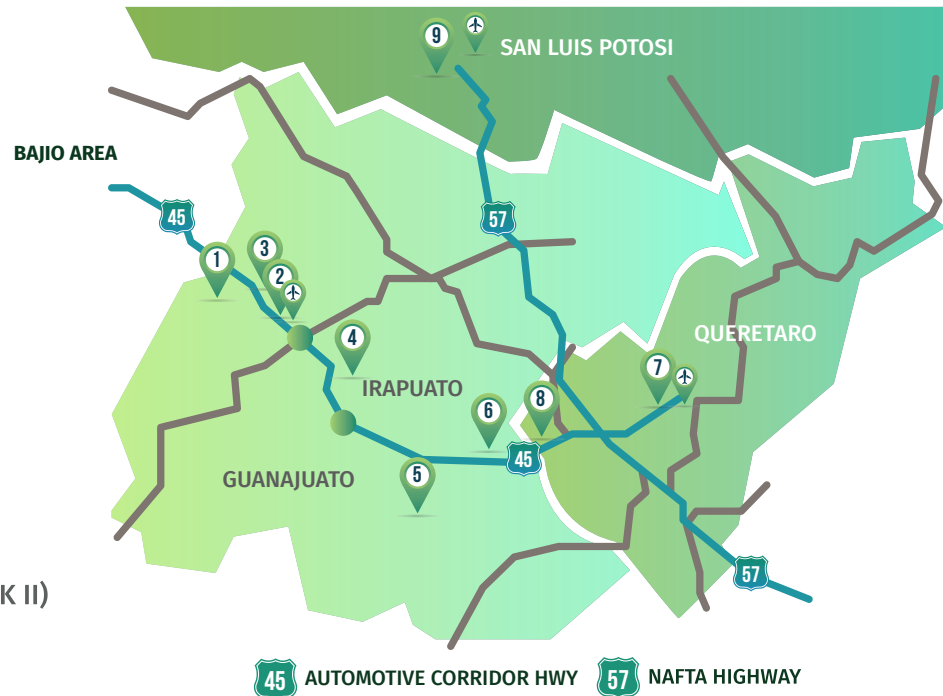 9
SAN LUIS POTOSI
BAJIO AREA
45
57
3
1
2
4
QUERETARO
7
IRAPUATO
8
6
45
5
GUANAJUATO
57
K II)
45 AUTOMOTIVE CORRIDOR HWY 57 NAFTA HIGHWAY